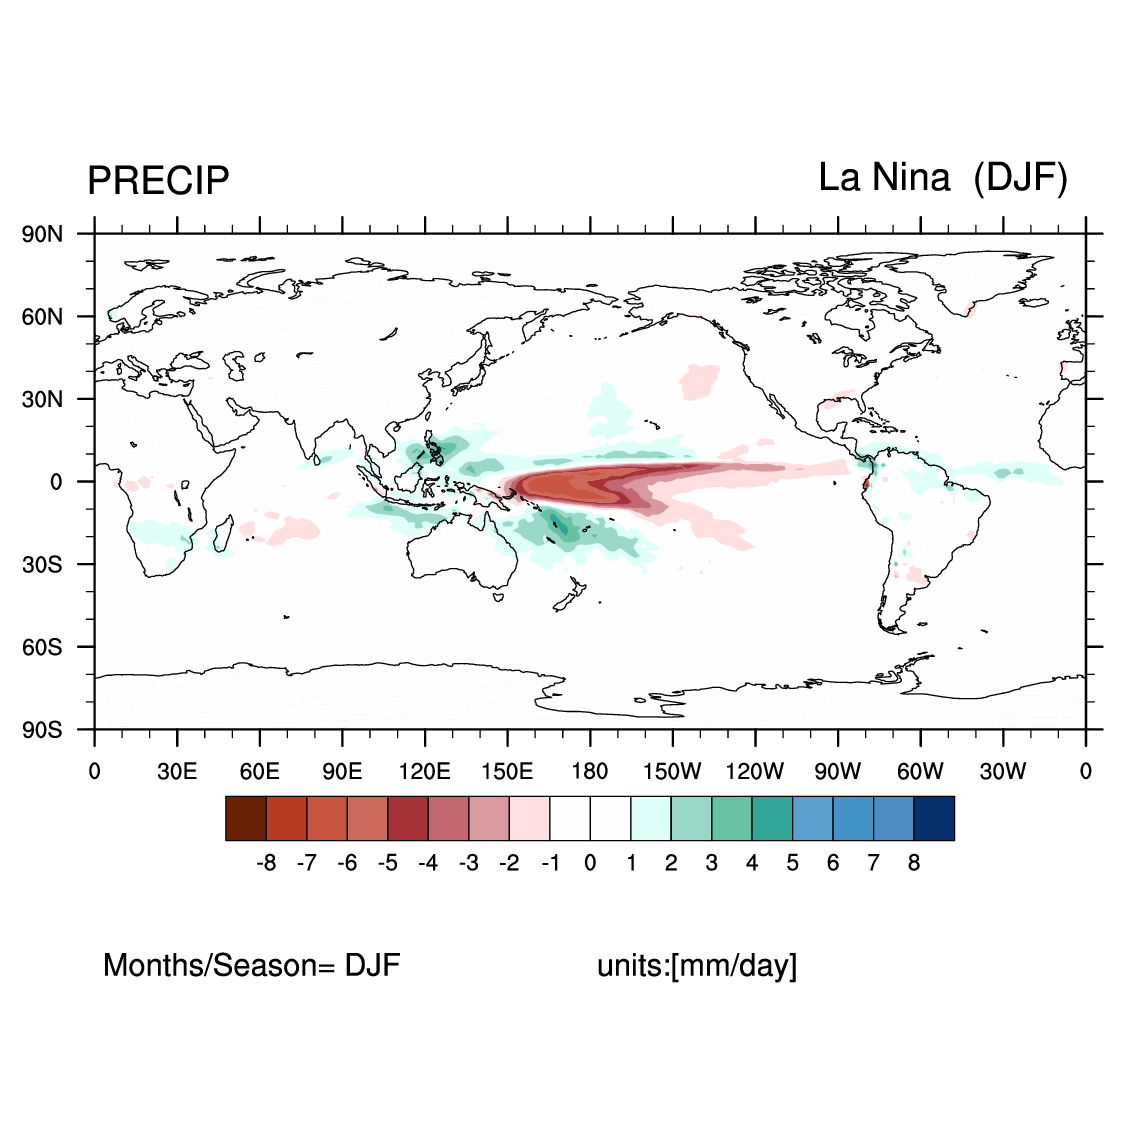 PRECIP
La Nina (DJF)
90N
60N
30N
0
30S
60S
90S
0 30E 60E 90E 120E 150E 180 150W 120W 90W 60W 30W 0
-8 -7 -6 -5 -4 -3 -2 -1 0 1 2 3 4 5 6 7 8
Months/Season= DJF
units:[mm/day]